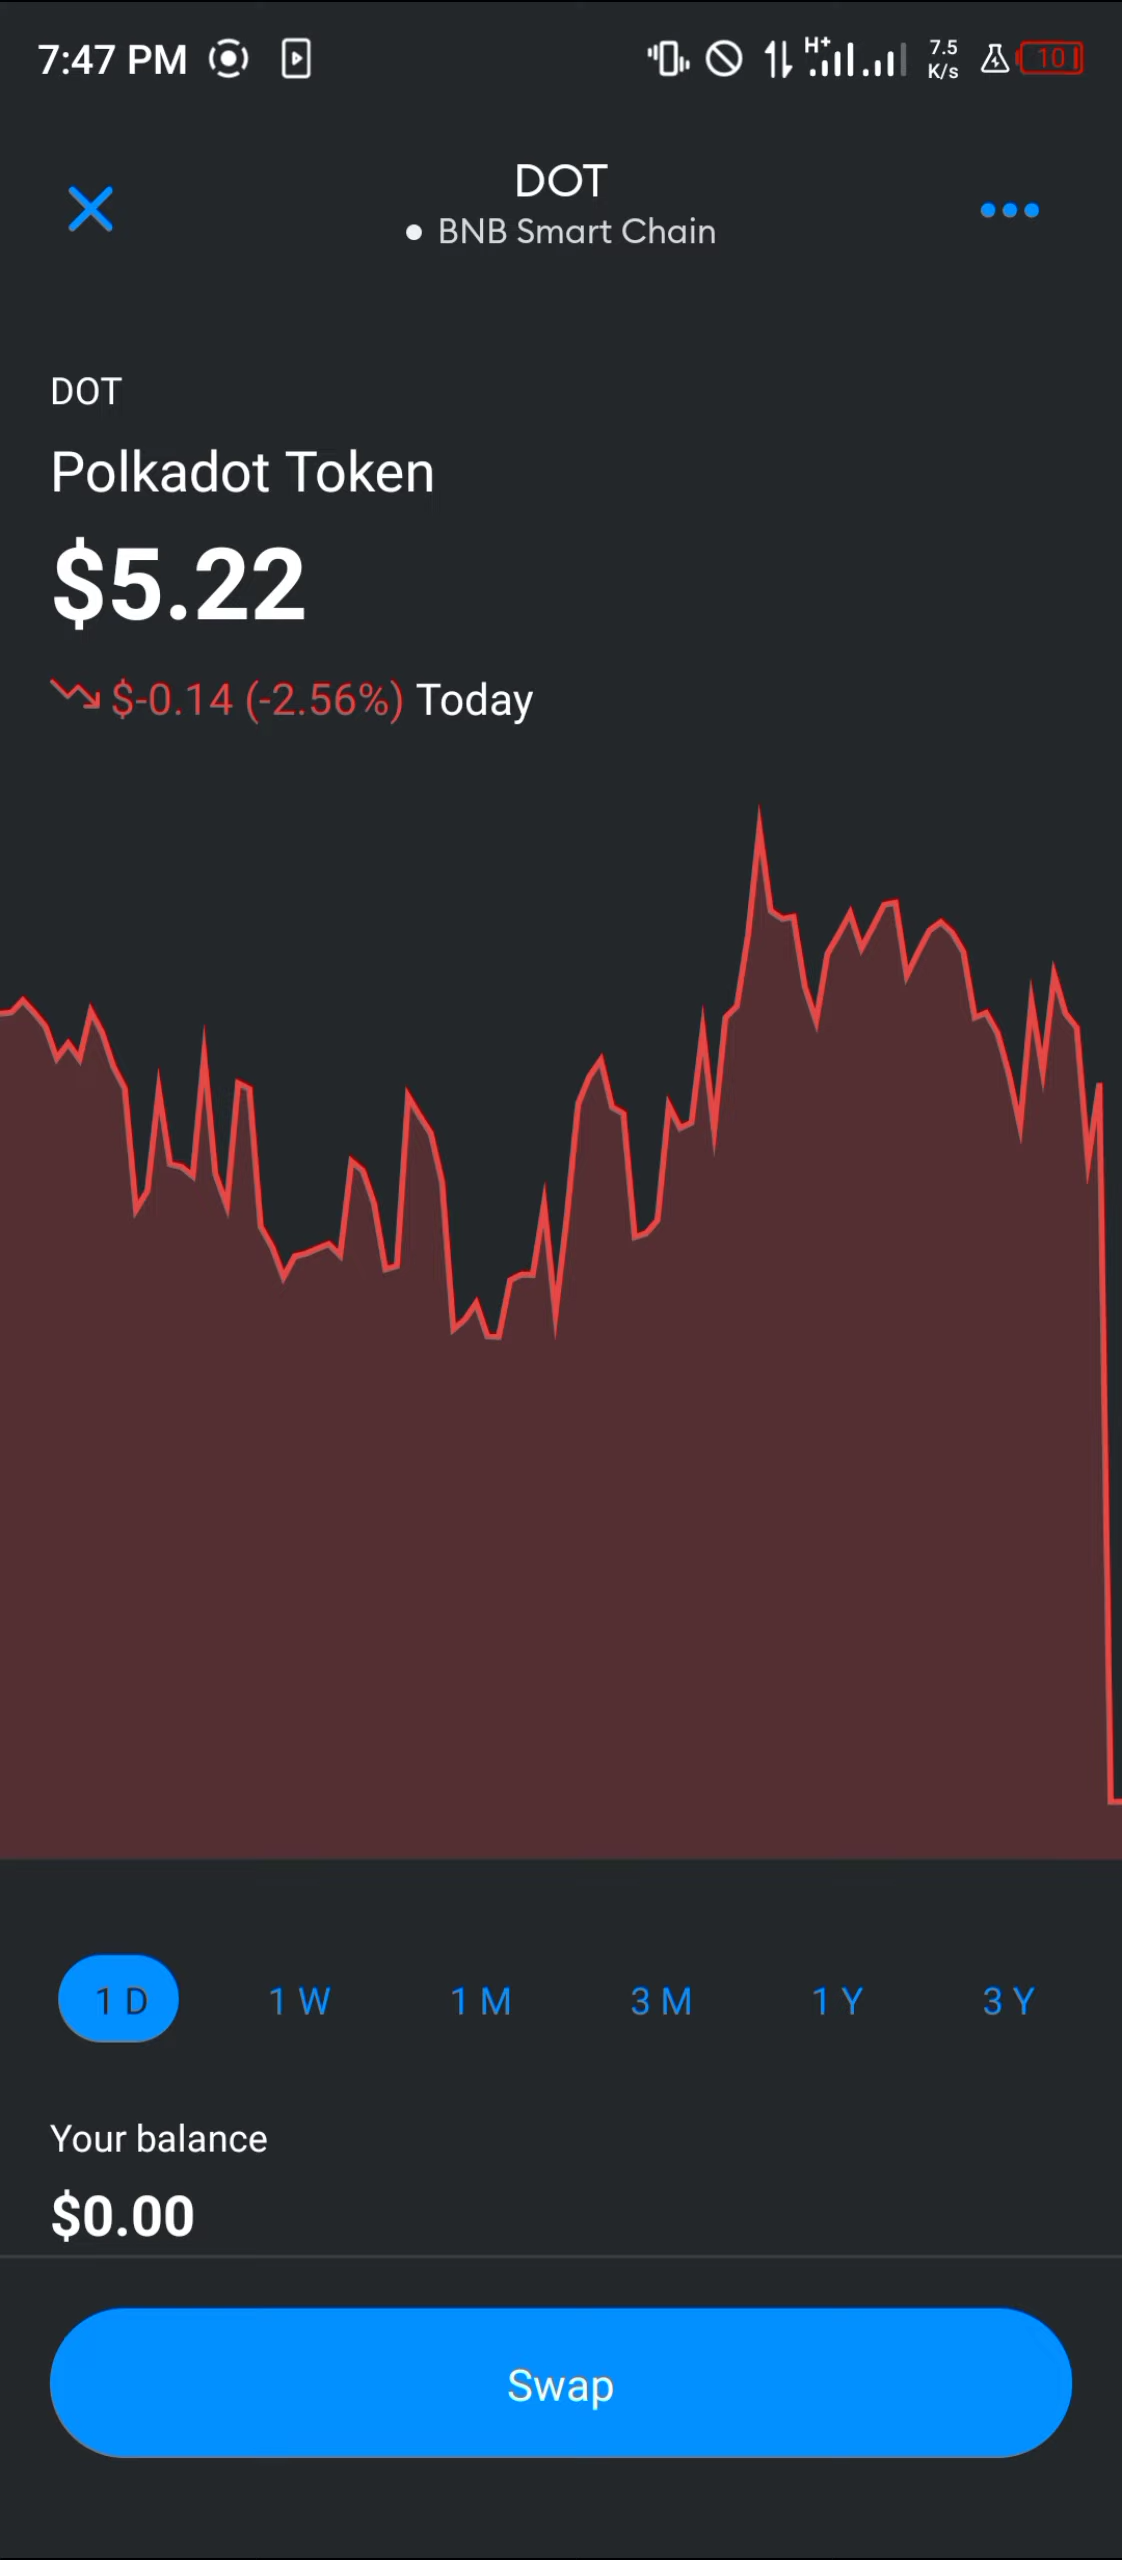 7:47 PM
H+
7.5
K/s
10
DOT
BNB Smart Chain
DOT
Polkadot Token
$5.22
$-0.14 (-2.56%) Today
1 D 1 W 1 M 3 M 1 Y 3 Y
Your balance
$0.00
Swap